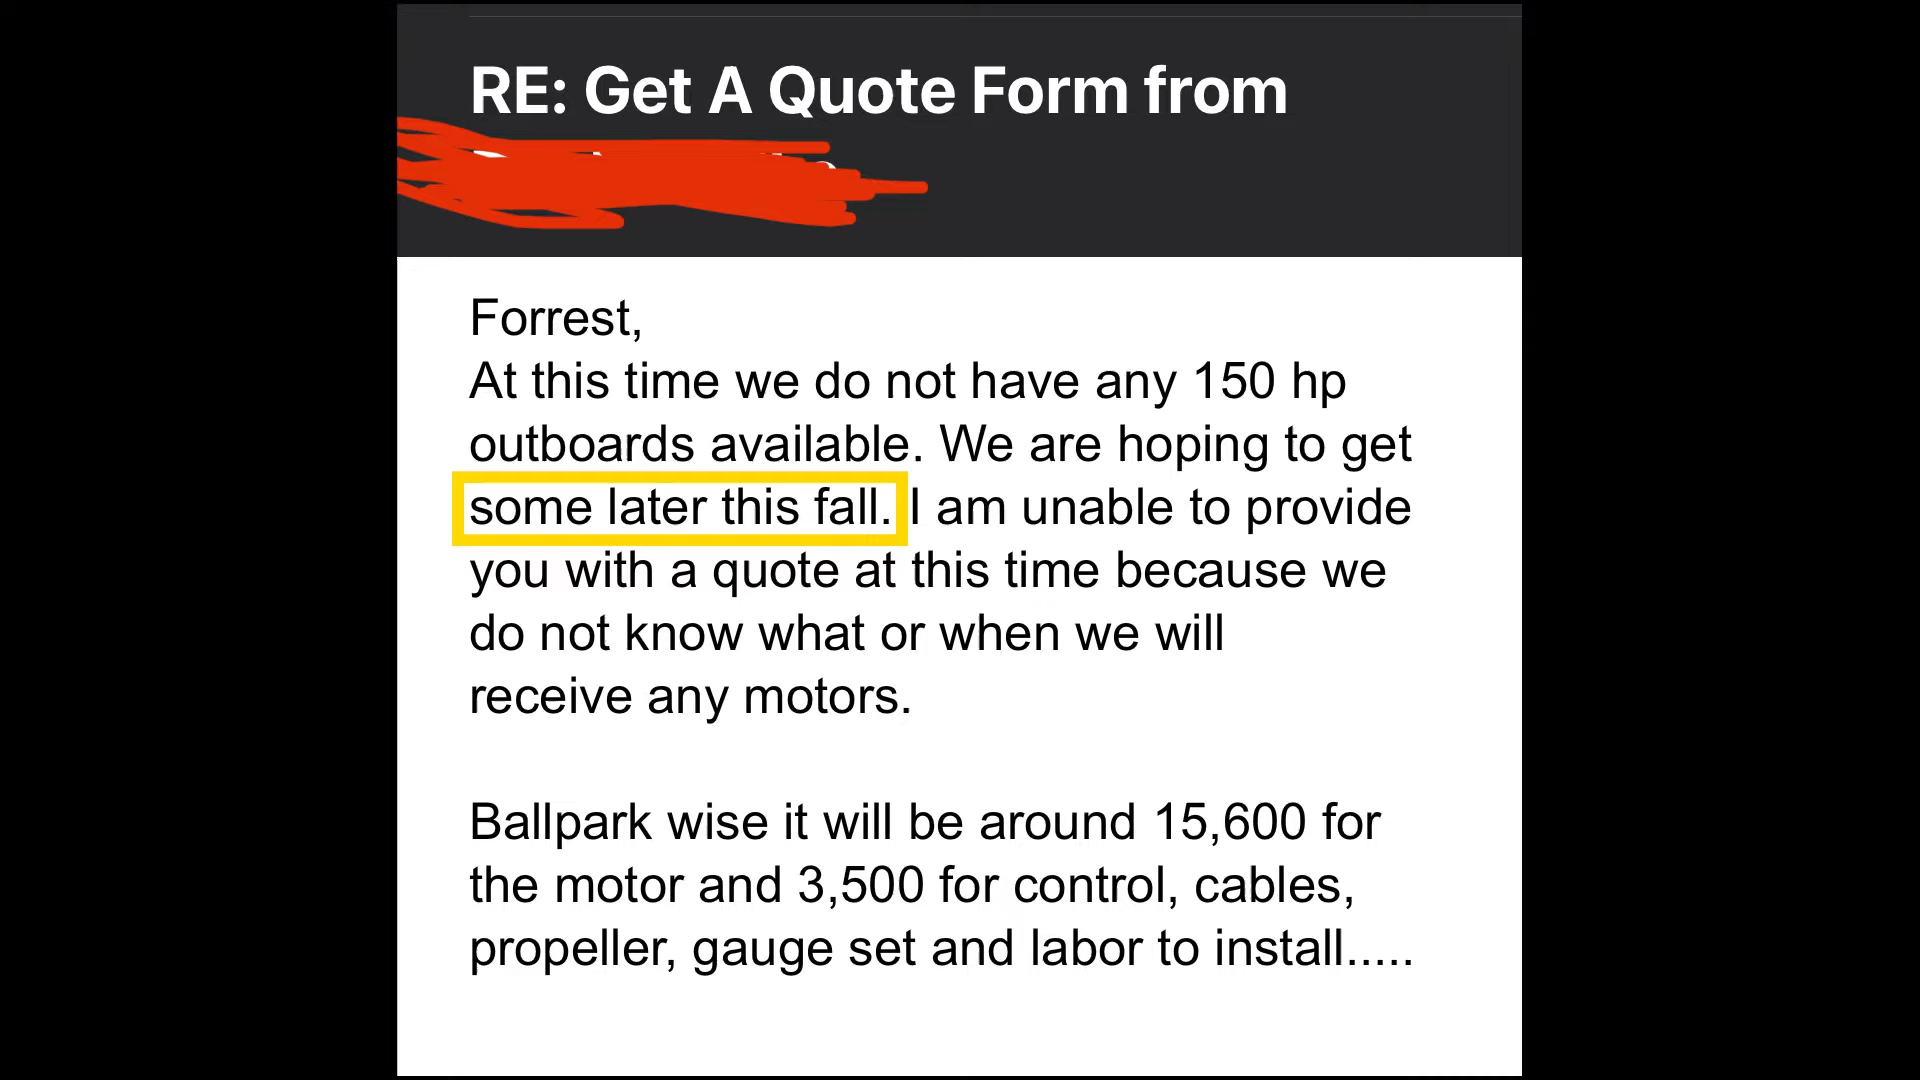 RE: Get A Quote Form from
Forrest,
At this time we do not have any 150 hp
outboards available. We are hoping to get
some later this fall. I am unable to provide
you with a quote at this time because we
do not know what or when we will
receive any motors.
Ballpark wise it will be around 15,600 for
the motor and 3,500 for control, cables,
propeller, gauge set and labor to install.....